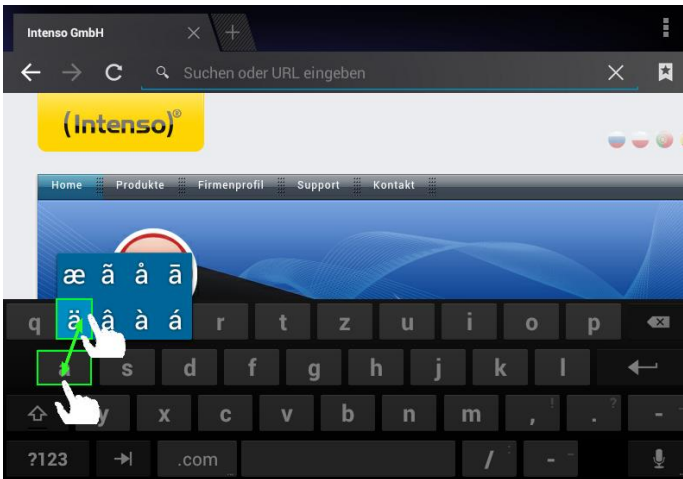 Intenso GmbH
Suchen oder URL eingeben
(Intenso)®
Home Produkte Firmenprofil Support Kontakt
æ ã å ā
ä â à á
q r t z u i o p
a s d f g h j k l
y x c v b n m , ! . ? -
?123 .com / : - _